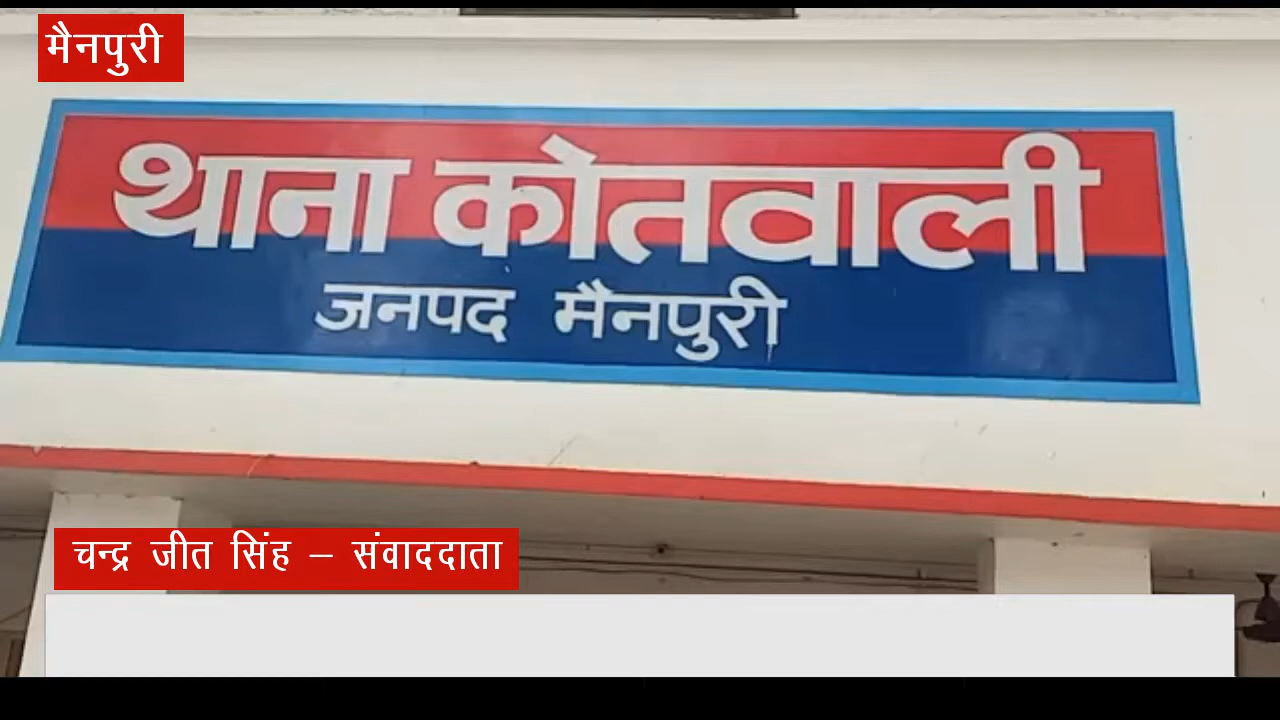 मैनपुरी
थाना कोतवाली
जनपद मैनपुरी
चन्द्र जीत सिंह – संवाददाता